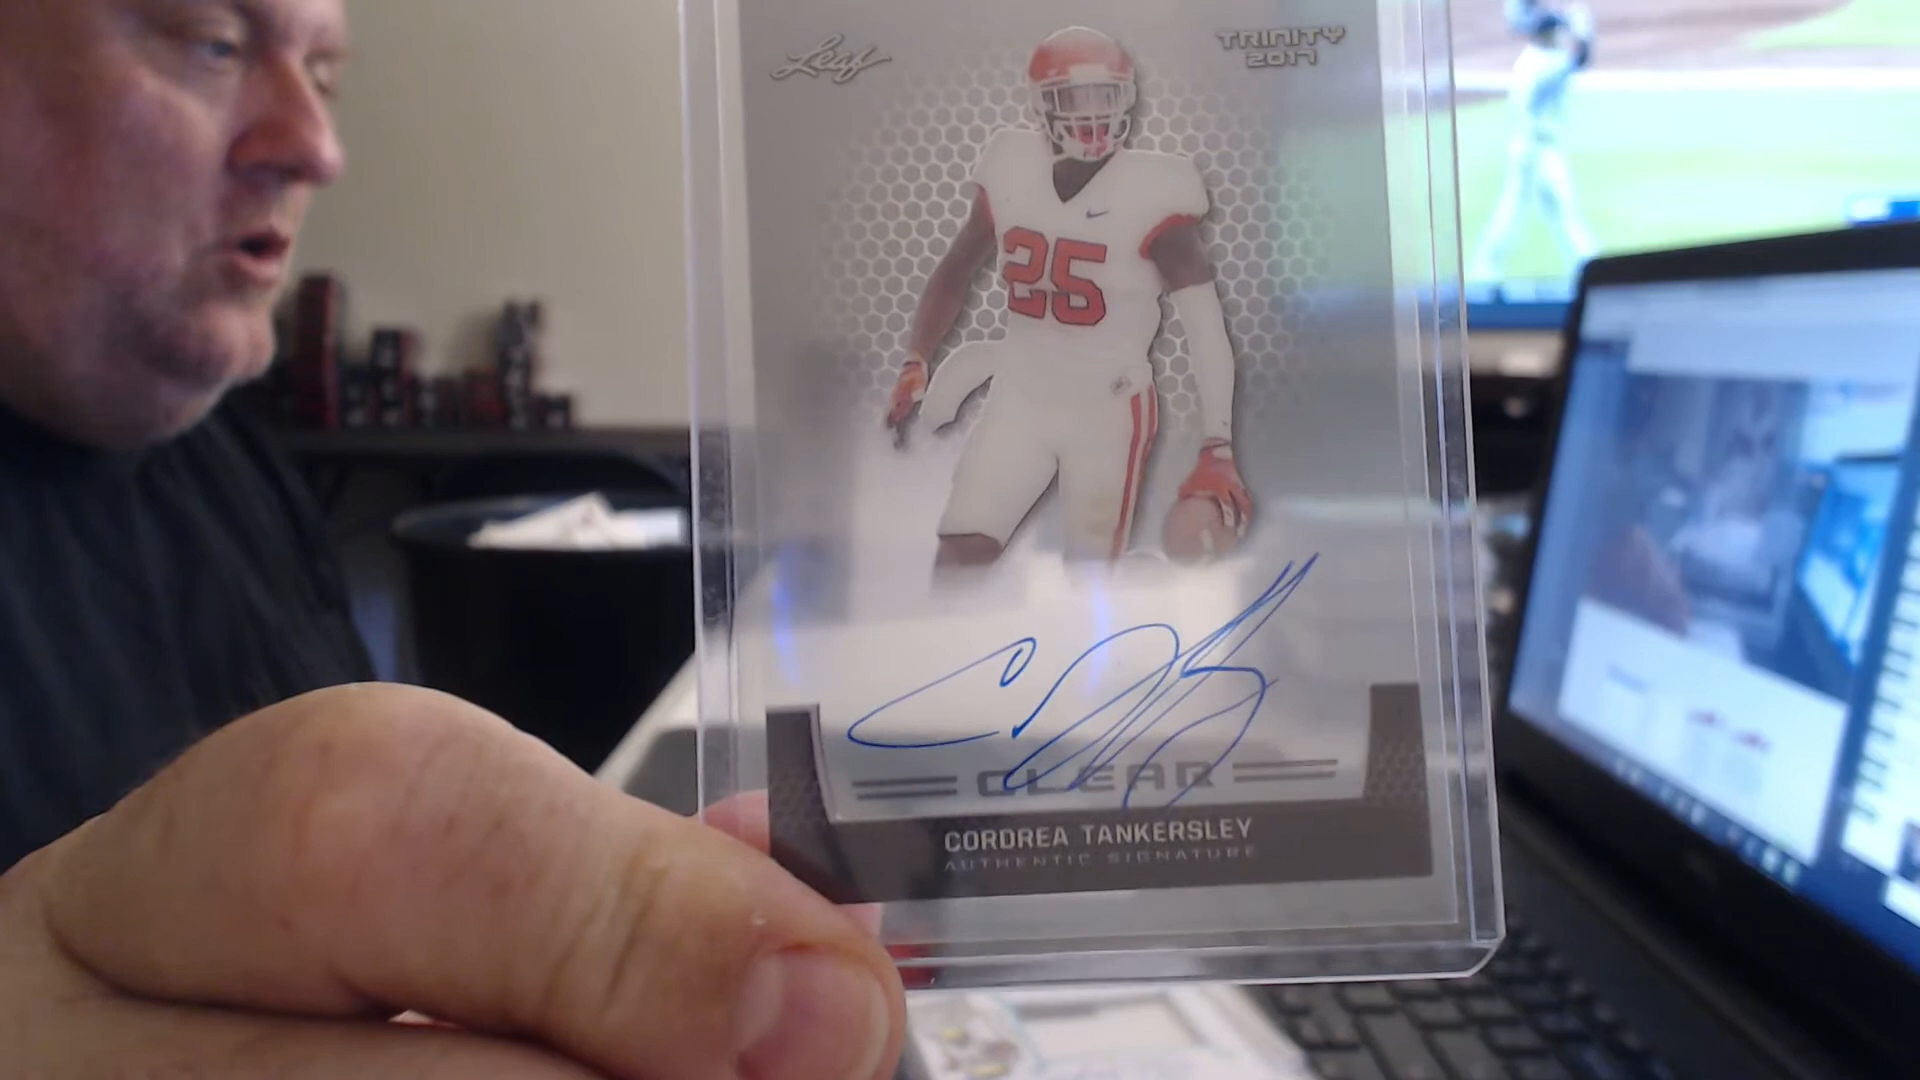 Leaf
TRINITY
2017
25
CLEAR
CORDREA TANKERSLEY
AUTHENTIC SIGNATURE